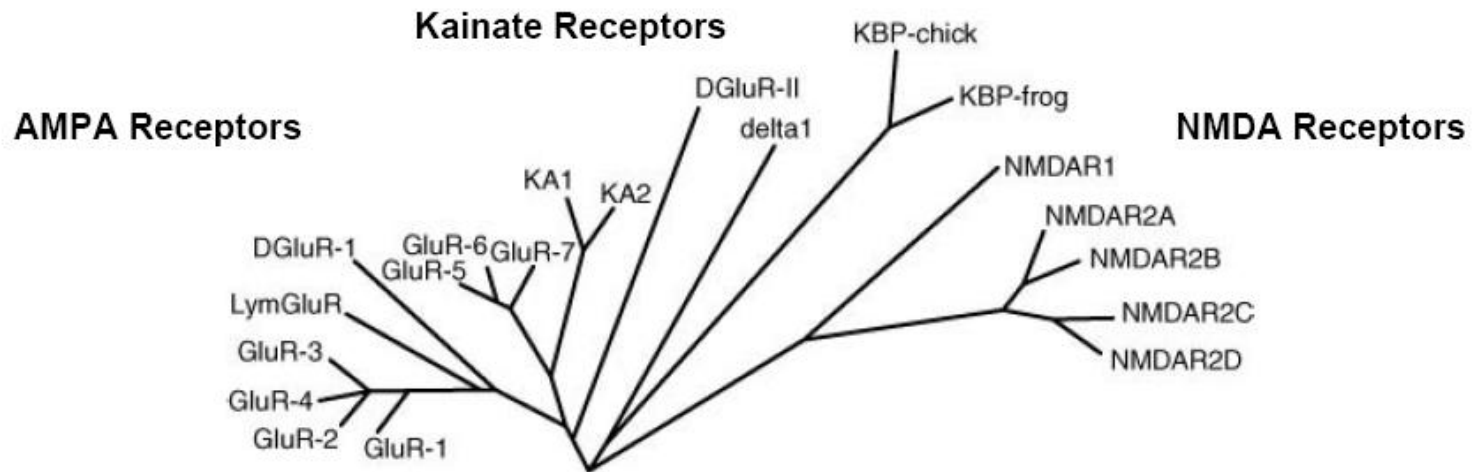 Kainate Receptors
KBP-chick
DGluR-II
KBP-frog
AMPA Receptors
delta1
NMDA Receptors
NMDAR1
KA1
KA2
NMDAR2A
DGluR-1
GluR-6
GluR-7
NMDAR2B
GluR-5
LymGluR
NMDAR2C
GluR-3
NMDAR2D
GluR-4
GluR-2
GluR-1